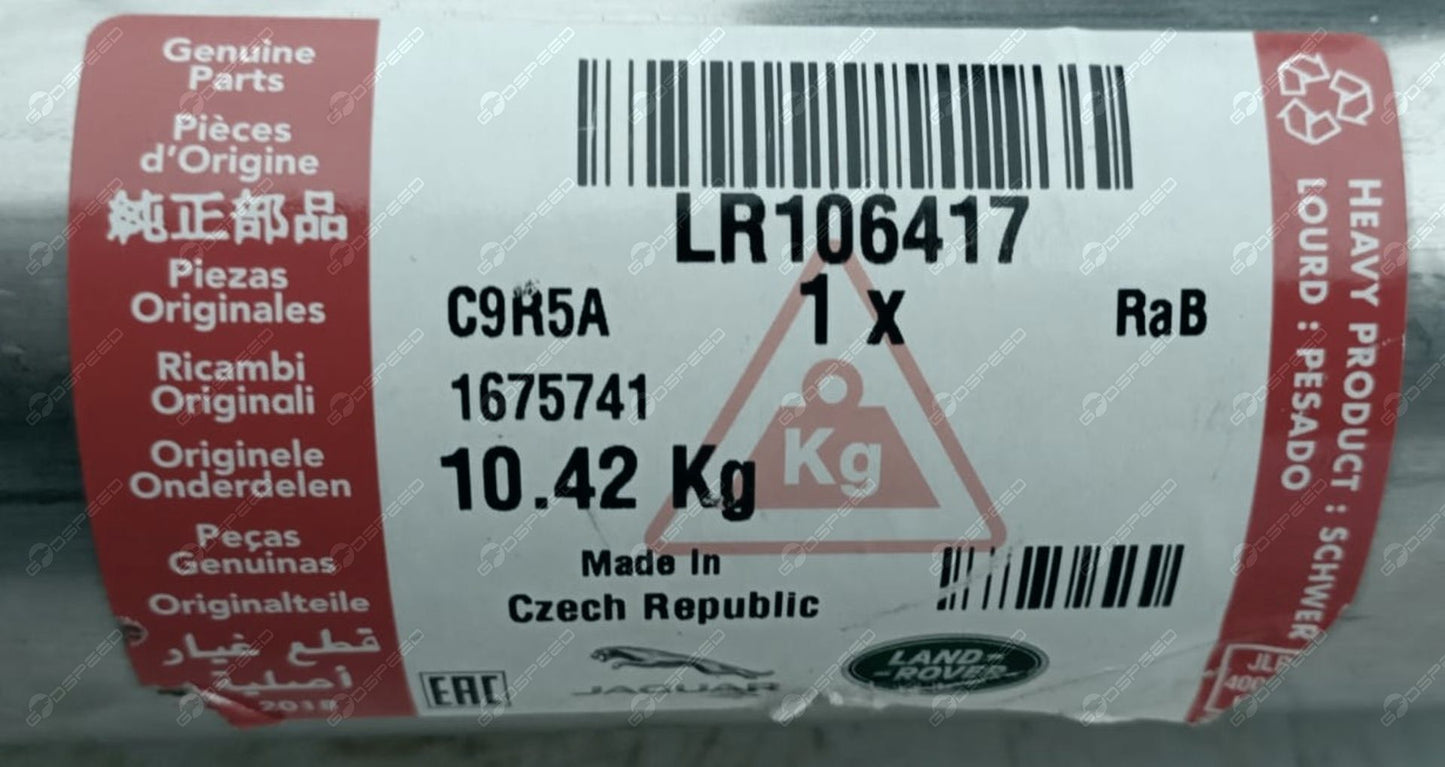 Genuine
Parts
Pièces
d'Origine
純正部品
Piezas
Originales
Ricambi
Originali
Originele
Onderdelen
Peças
Genuinas
Originalteile
قطع غيار
أصلية
LR106417
C9R5A
1 x
RaB
1675741
10.42 Kg
Kg
Made In
Czech Republic
EAC
JAGUAR
LAND-
-ROVER
HEAVY PRODUCT : SCHWER
LOURD : PESADO
GODSPEED